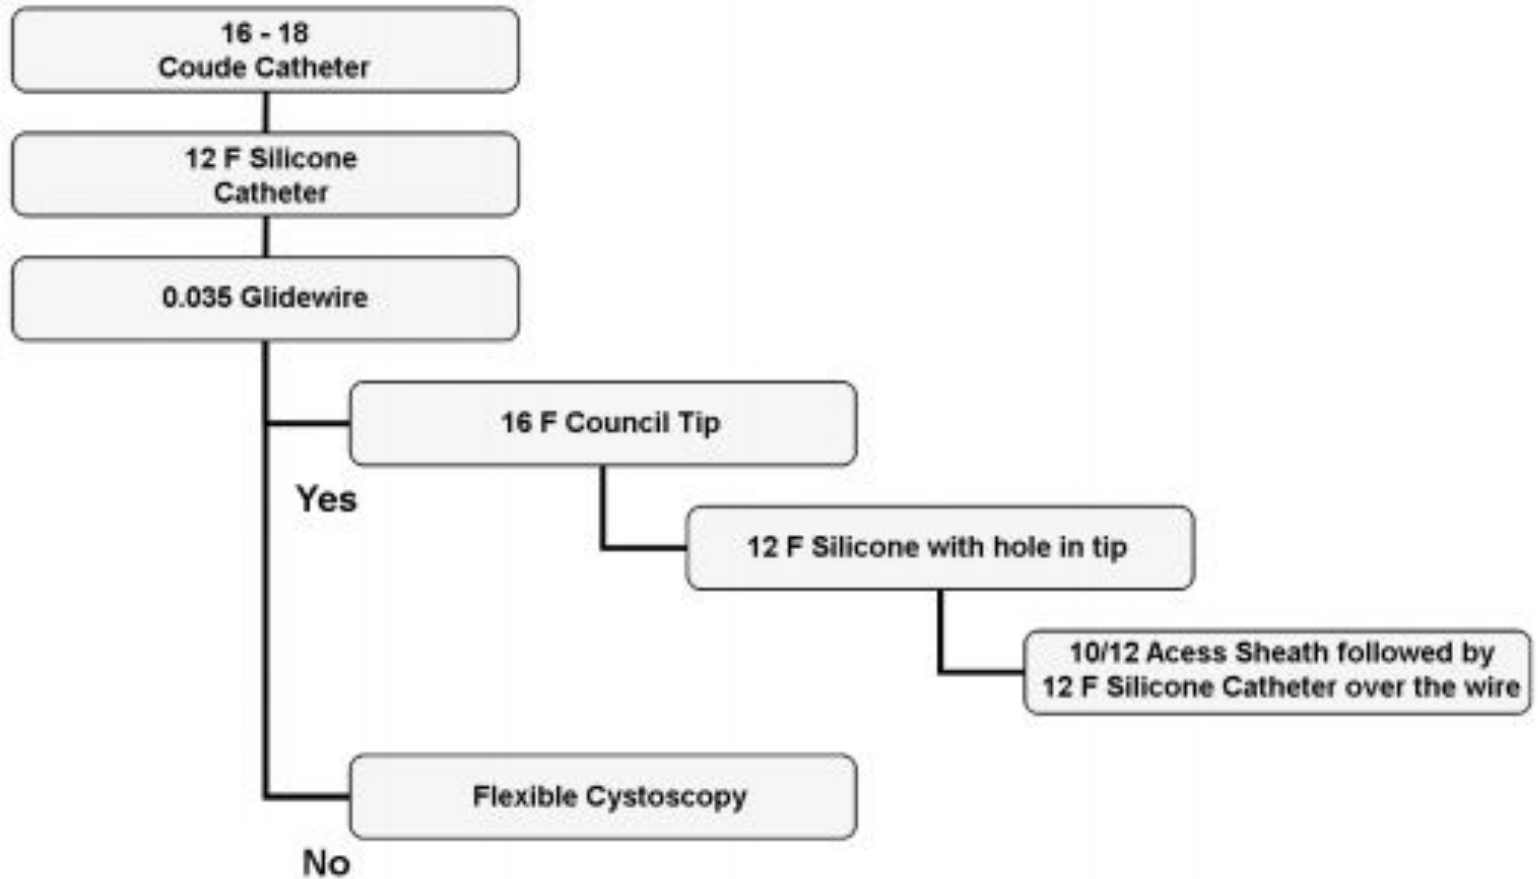 16 - 18
Coude Catheter
12 F Silicone
Catheter
0.035 Glidewire
16 F Council Tip
Yes
12 F Silicone with hole in tip
10/12 Acess Sheath followed by
12 F Silicone Catheter over the wire
Flexible Cystoscopy
No